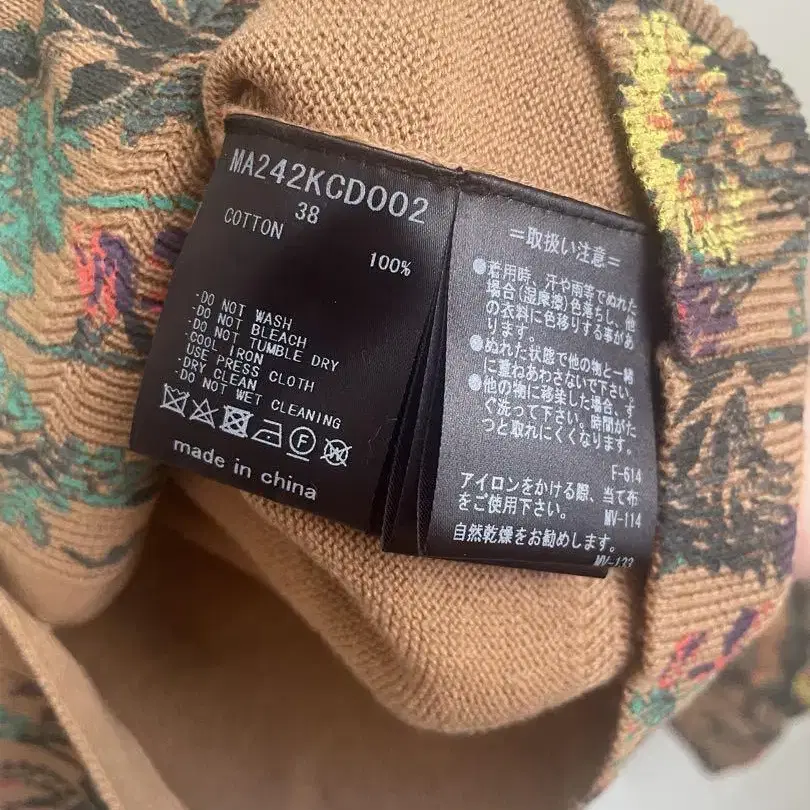 MA242KCD002
38
COTTON
100%
-DO NOT WASH
-DO NOT BLEACH
-DO NOT TUMBLE DRY
-COOL IRON
USE PRESS CLOTH
-DRY CLEAN
-DO NOT WET CLEANING
F
made in china
=取扱い注意=
●着用時、汗や雨等でぬれた
場合(湿摩擦)色落ちし、他
の衣料に色移りする事があ
ります。
●ぬれた状態で他の物と一緒
に重ねあわさないで下さい。
●他の物に移染した場合、す
ぐ洗って下さい。時間がた
つと取れにくくなります。
F-614
アイロンをかける際、当て布
をご使用下さい。
MV-114
自然乾燥をお勧めします。
MV-133